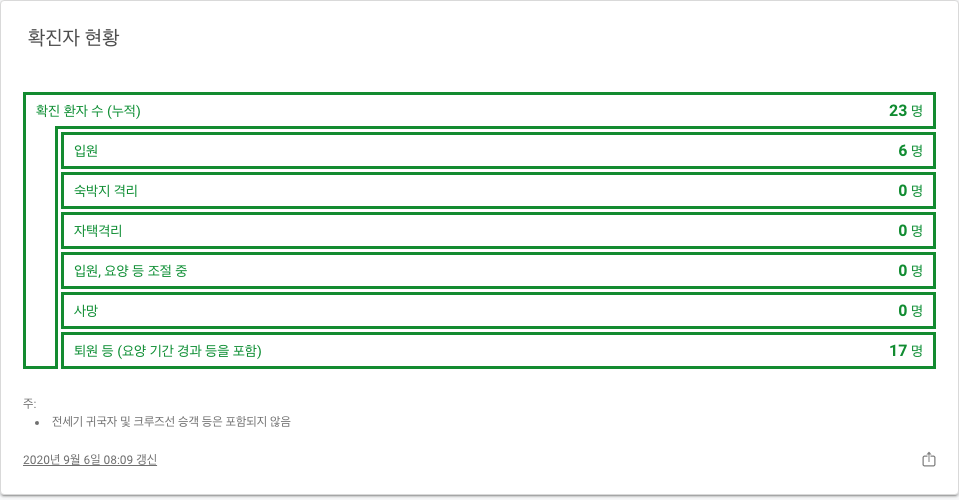 확진자 현황
확진 환자 수 (누적) 23 명
입원 6 명
숙박지 격리 0 명
자택격리 0 명
입원, 요양 등 조절 중 0 명
사망 0 명
퇴원 등 (요양 기간 경과 등을 포함) 17 명
주:
• 전세기 귀국자 및 크루즈선 승객 등은 포함되지 않음
2020년 9월 6일 08:09 갱신